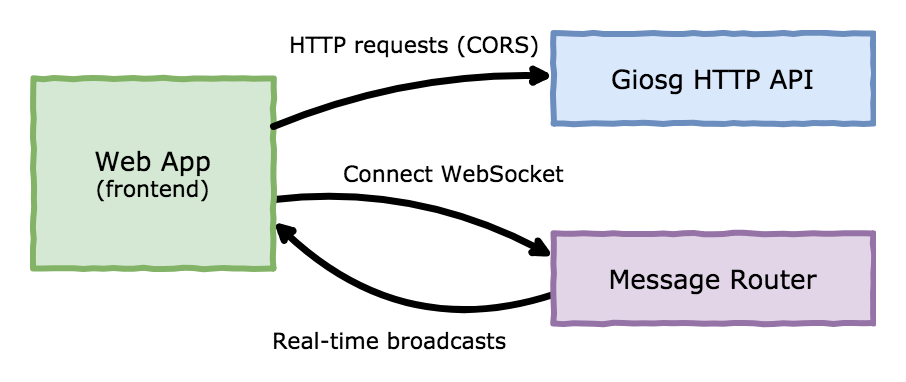 HTTP requests (CORS)
Giosg HTTP API
Web App
(frontend)
Connect WebSocket
Message Router
Real-time broadcasts